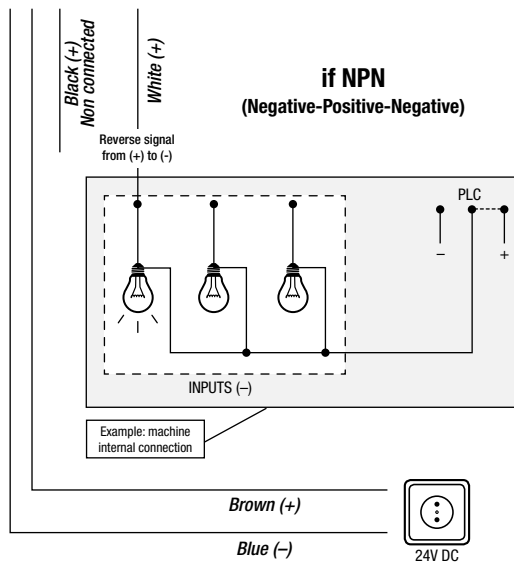 Black (+)
Non connected
White (+)
if NPN
(Negative-Positive-Negative)
Reverse signal
from (+) to (-)
PLC
–
+
INPUTS (–)
Example: machine
internal connection
Brown (+)
Blue (–)
24V DC